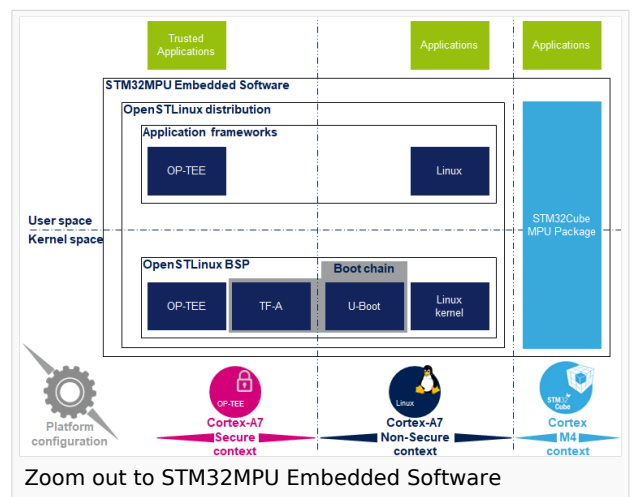 Trusted
Applications
Applications
Applications
STM32MPU Embedded Software
OpenSTLinux distribution
Application frameworks
OP-TEE
Linux
User space
Kernel space
STM32Cube
MPU Package
OpenSTLinux BSP
Boot chain
OP-TEE
TF-A
U-Boot
Linux
kernel
Platform
configuration
OP-TEE
Cortex-A7
Secure
context
Linux
Cortex-A7
Non-Secure
context
STM32
Cube
Cortex
M4
context
Zoom out to STM32MPU Embedded Software